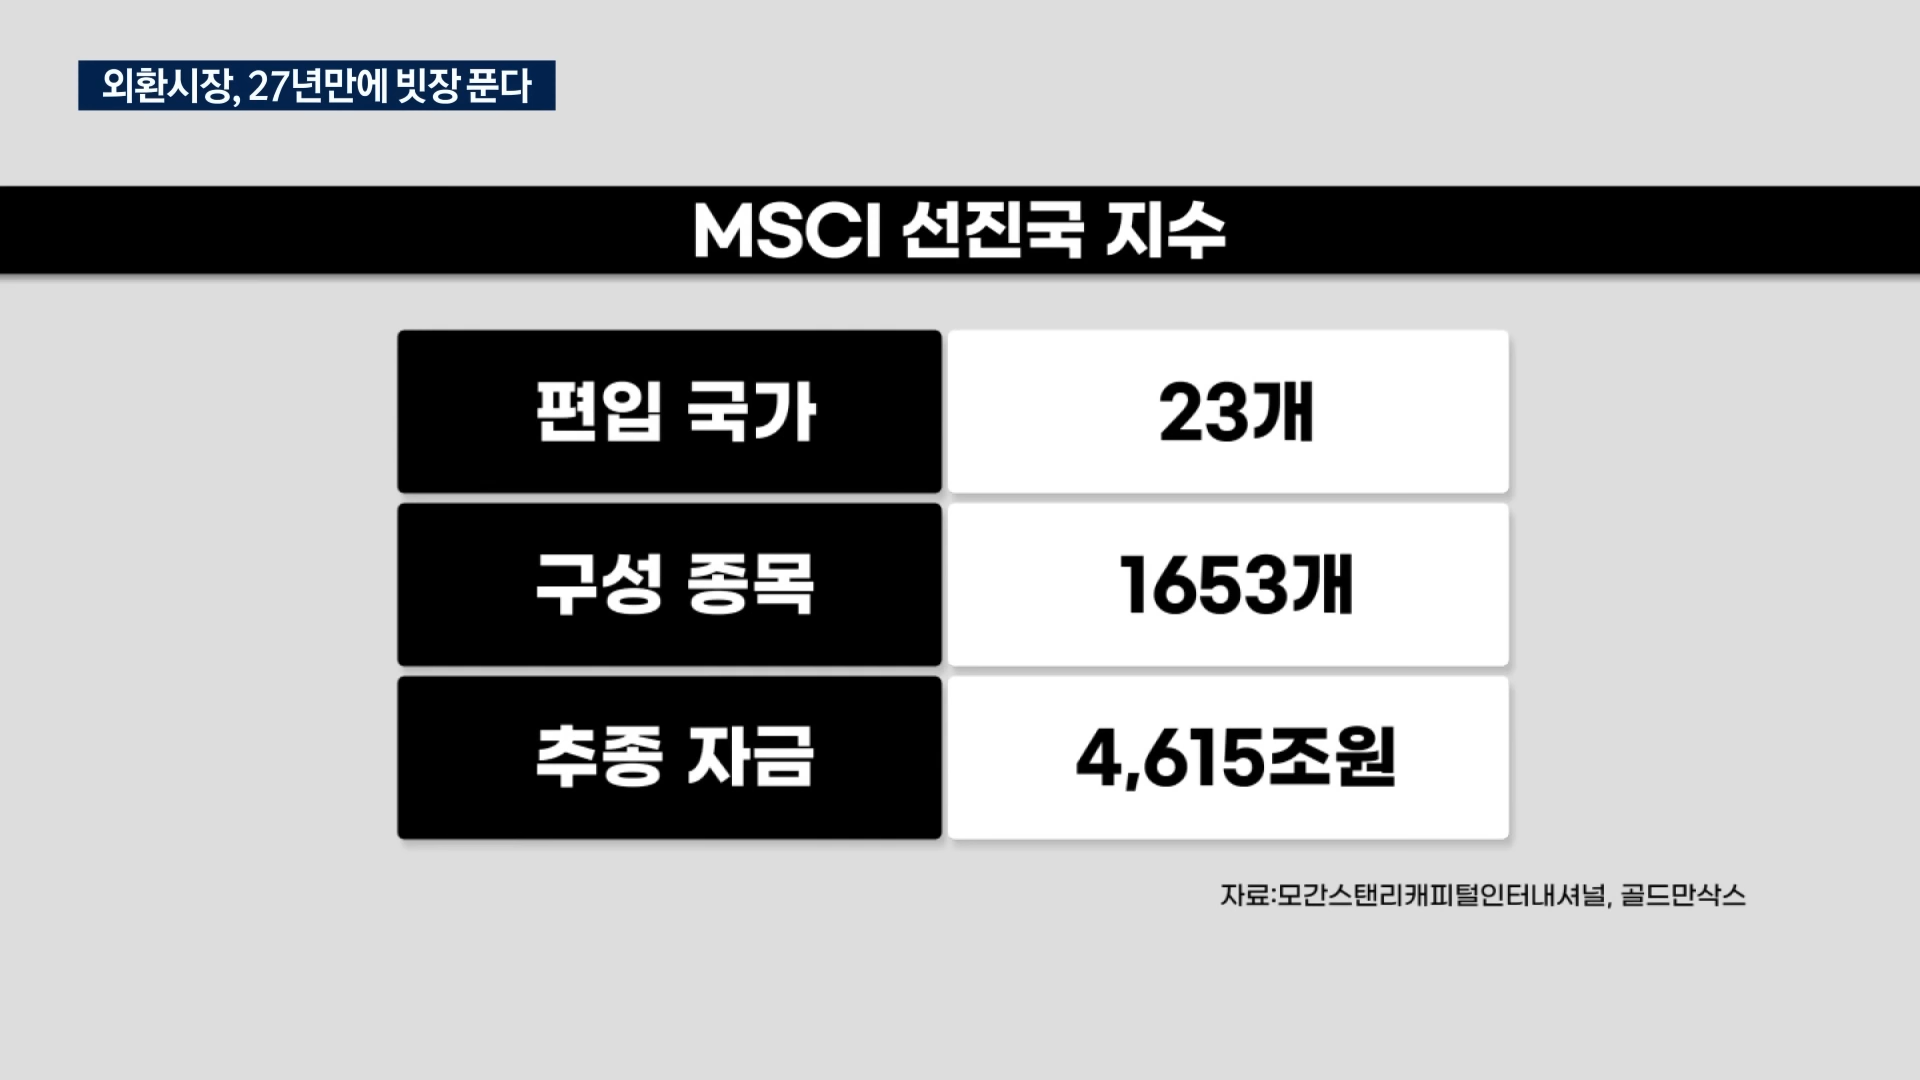 외환시장, 27년만에 빗장 푼다
MSCI 선진국 지수
편입 국가 23개
구성 종목 1653개
추종 자금 4,615조원
자료:모간스탠리캐피털인터내셔널, 골드만삭스